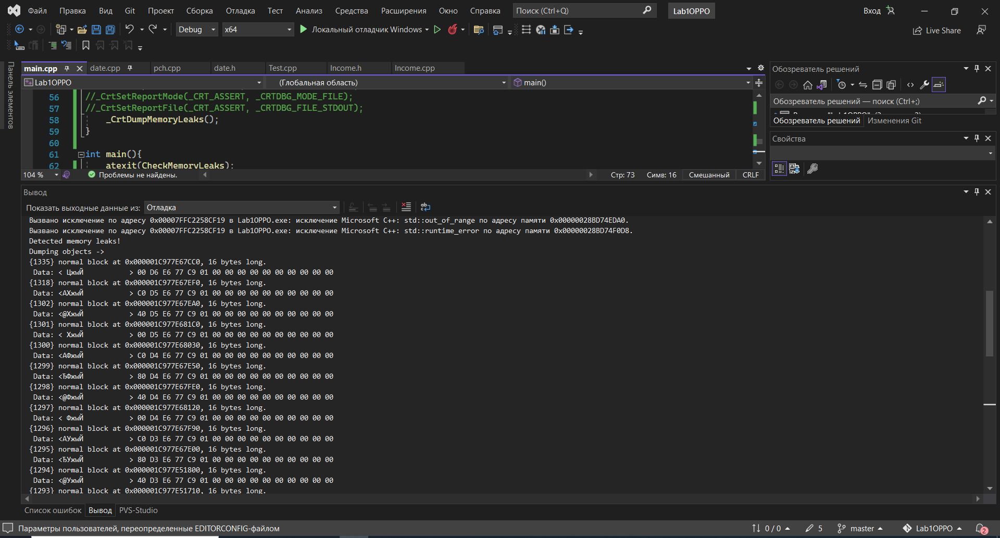 Файл Правка Вид Git Проект Сборка Отладка Тест Анализ Средства Расширения Окно Справка Поиск (Ctrl+Q) Lab1OPPO Вход
Debug x64 Локальный отладчик Windows Live Share
Панель элементов
main.cpp date.cpp pch.cpp date.h Test.cpp Income.h Income.cpp
Lab1OPPO (Глобальная область) main()
56 //_CrtSetReportMode(_CRT_ASSERT, _CRTDBG_MODE_FILE);
57 //_CrtSetReportFile(_CRT_ASSERT, _CRTDBG_FILE_STDOUT);
58 _CrtDumpMemoryLeaks();
59 }
60
61 int main(){
62 atexit(CheckMemoryLeaks);
104 % Проблемы не найдены. Стр: 73 Симв: 16 Смешанный CRLF
Обозреватель решений
Обозреватель решений — поиск (Ctrl+;)
Обозреватель решений Изменения Git
Свойства
Вывод
Показать выходные данные из: Отладка
Вызвано исключение по адресу 0x00007FFC2258CF19 в Lab1OPPO.exe: исключение Microsoft C++: std::out_of_range по адресу памяти 0x00000028BD74EDA0.
Вызвано исключение по адресу 0x00007FFC2258CF19 в Lab1OPPO.exe: исключение Microsoft C++: std::runtime_error по адресу памяти 0x00000028BD74F0D8.
Detected memory leaks!
Dumping objects ->
{1335} normal block at 0x000001C977E67CC0, 16 bytes long.
Data: < ЦжwЙ > 00 D6 E6 77 C9 01 00 00 00 00 00 00 00 00 00 00
{1318} normal block at 0x000001C977E67EF0, 16 bytes long.
Data: <АХжwЙ > C0 D5 E6 77 C9 01 00 00 00 00 00 00 00 00 00 00
{1302} normal block at 0x000001C977E67EA0, 16 bytes long.
Data: <@ХжwЙ > 40 D5 E6 77 C9 01 00 00 00 00 00 00 00 00 00 00
{1301} normal block at 0x000001C977E681C0, 16 bytes long.
Data: < ХжwЙ > 00 D5 E6 77 C9 01 00 00 00 00 00 00 00 00 00 00
{1300} normal block at 0x000001C977E68030, 16 bytes long.
Data: <АФжwЙ > C0 D4 E6 77 C9 01 00 00 00 00 00 00 00 00 00 00
{1299} normal block at 0x000001C977E67E50, 16 bytes long.
Data: <ЂФжwЙ > 80 D4 E6 77 C9 01 00 00 00 00 00 00 00 00 00 00
{1298} normal block at 0x000001C977E67FE0, 16 bytes long.
Data: <@ФжwЙ > 40 D4 E6 77 C9 01 00 00 00 00 00 00 00 00 00 00
{1297} normal block at 0x000001C977E68120, 16 bytes long.
Data: < ФжwЙ > 00 D4 E6 77 C9 01 00 00 00 00 00 00 00 00 00 00
{1296} normal block at 0x000001C977E67F90, 16 bytes long.
Data: <АУжwЙ > C0 D3 E6 77 C9 01 00 00 00 00 00 00 00 00 00 00
{1295} normal block at 0x000001C977E67E00, 16 bytes long.
Data: <ЂУжwЙ > 80 D3 E6 77 C9 01 00 00 00 00 00 00 00 00 00 00
{1294} normal block at 0x000001C977E51800, 16 bytes long.
Data: <@УжwЙ > 40 D3 E6 77 C9 01 00 00 00 00 00 00 00 00 00 00
{1293} normal block at 0x000001C977E51710, 16 bytes long.
Список ошибок Вывод PVS-Studio
Параметры пользователей, переопределенные EDITORCONFIG-файлом 0 / 0 5 master Lab1OPPO 2